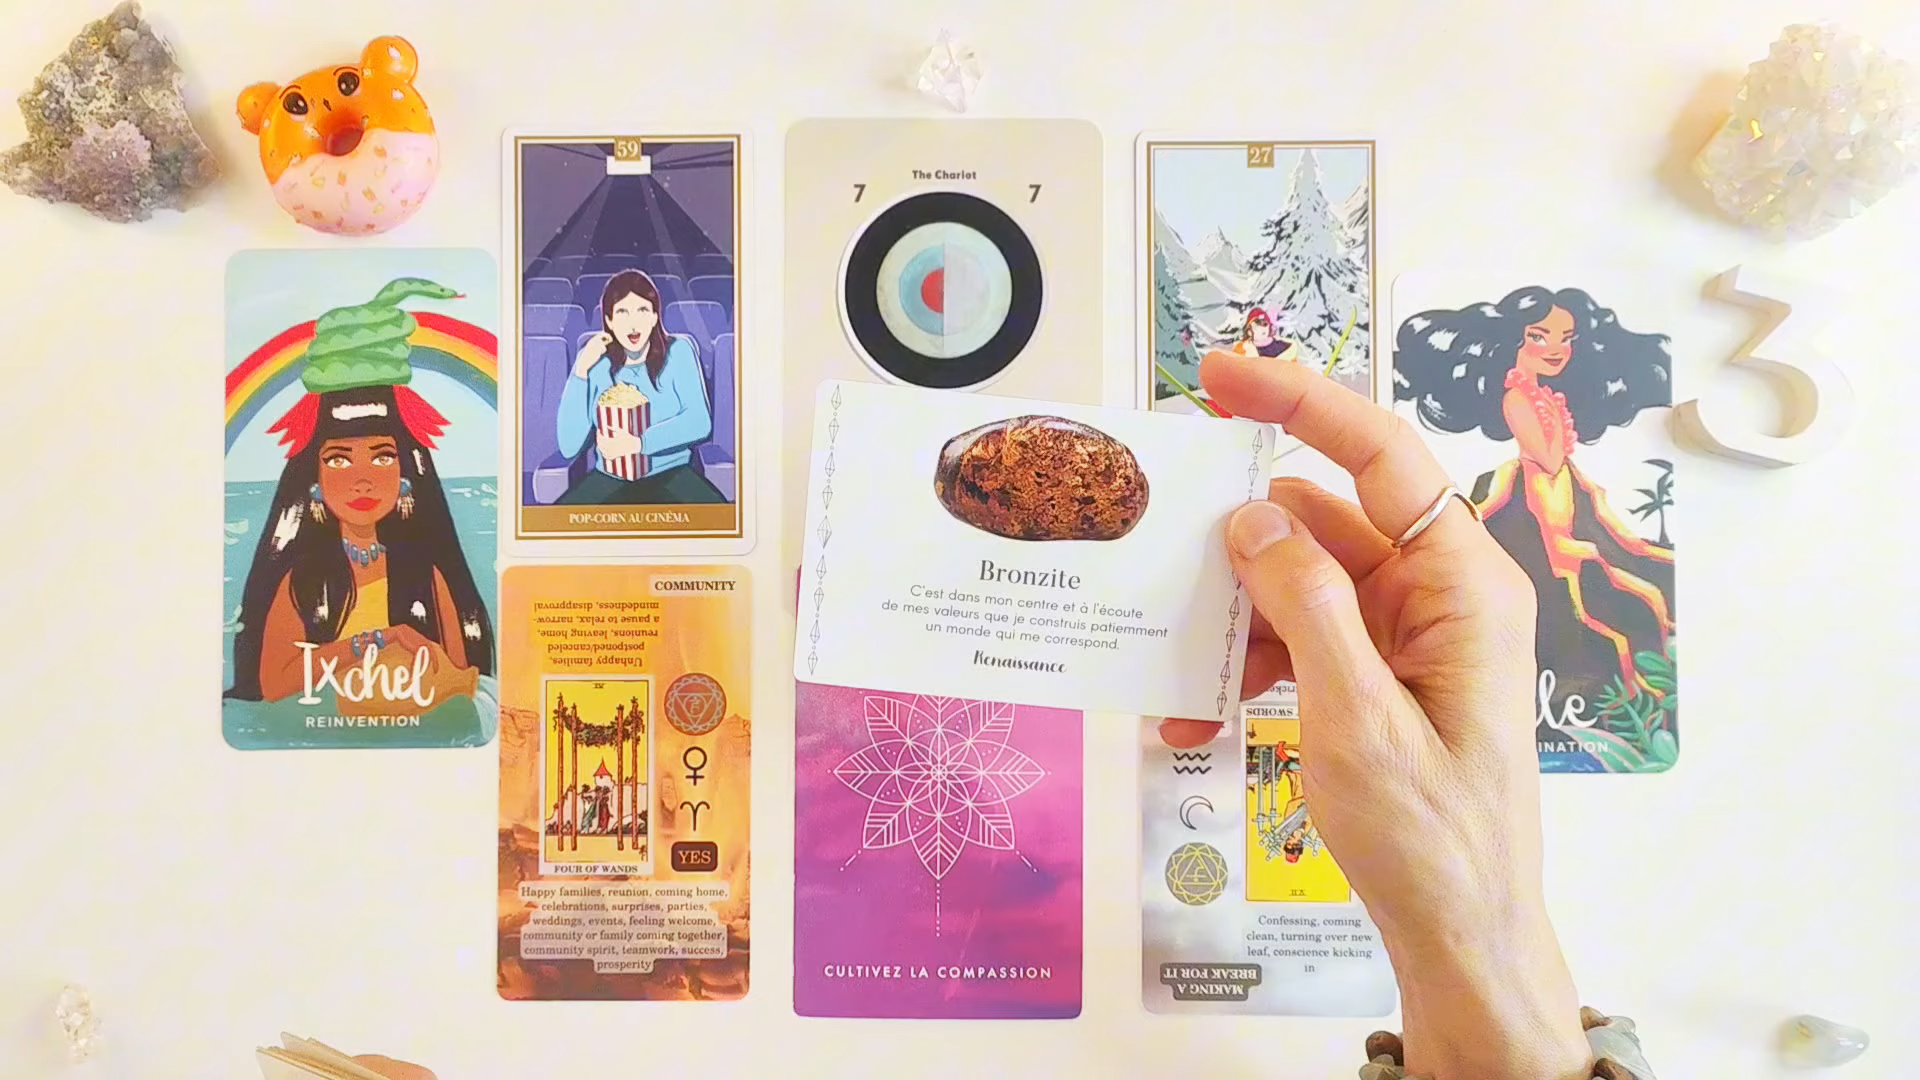 59
The Chariot
7 7
27
POP-CORN AU CINÉMA
Ixchel
REINVENTION
COMMUNITY
Unhappy families,
postponed/canceled
reunions, leaving home,
a pause to relax, narrow-
mindedness, disapproval
IV
YES
FOUR OF WANDS
Happy families, reunion, coming home,
celebrations, surprises, parties,
weddings, events, feeling welcome,
community or family coming together,
community spirit, teamwork, success,
prosperity
Bronzite
C'est dans mon centre et à l'écoute
de mes valeurs que je construis patiemment
un monde qui me correspond.
Renaissance
CULTIVEZ LA COMPASSION
SWORDS
VII
Confessing, coming
clean, turning over new
leaf, conscience kicking
in
MAKING A
BREAK FOR IT
3